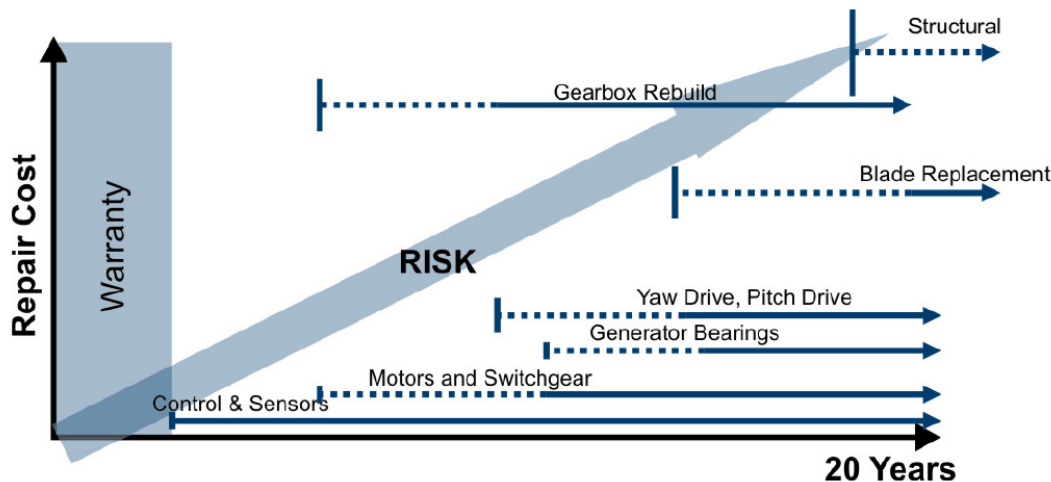 Structural
Gearbox Rebuild
Blade Replacement
Repair Cost
Warranty
RISK
Yaw Drive, Pitch Drive
Generator Bearings
Motors and Switchgear
Control & Sensors
20 Years